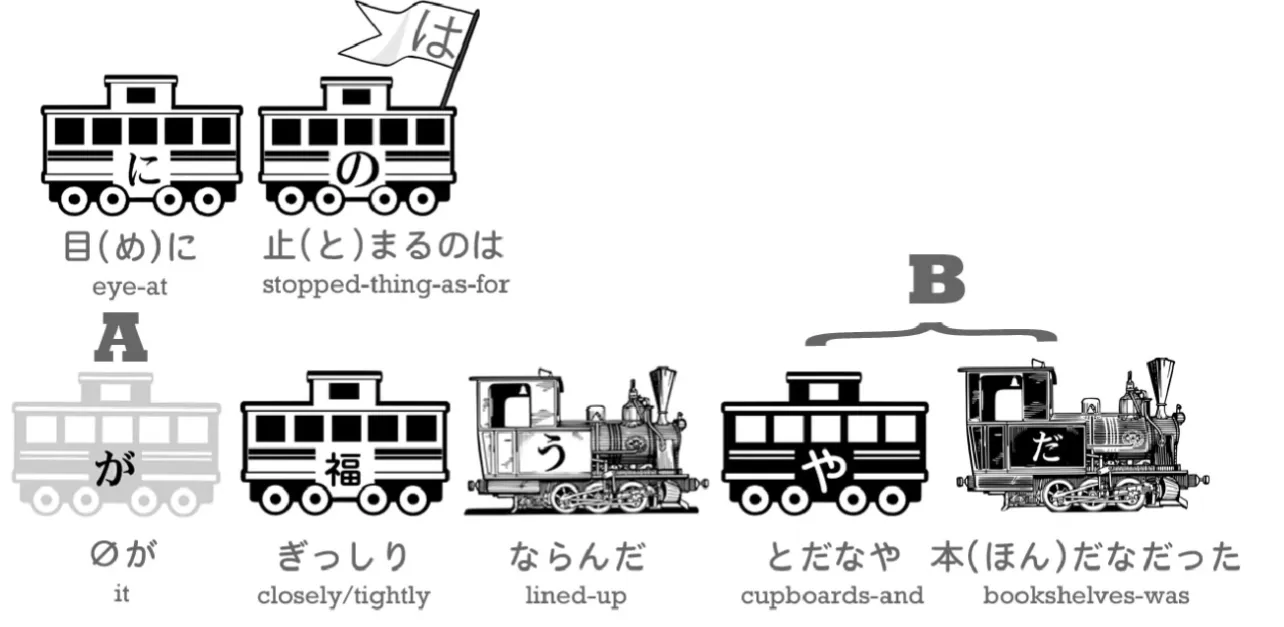 は
に の
目(め)に 止(と)まるのは
eye-at stopped-thing-as-for
B
A
が 福 う や だ
∅が ぎっしり ならんだ とだなや 本(ほん)だなだった
it closely/tightly lined-up cupboards-and bookshelves-was